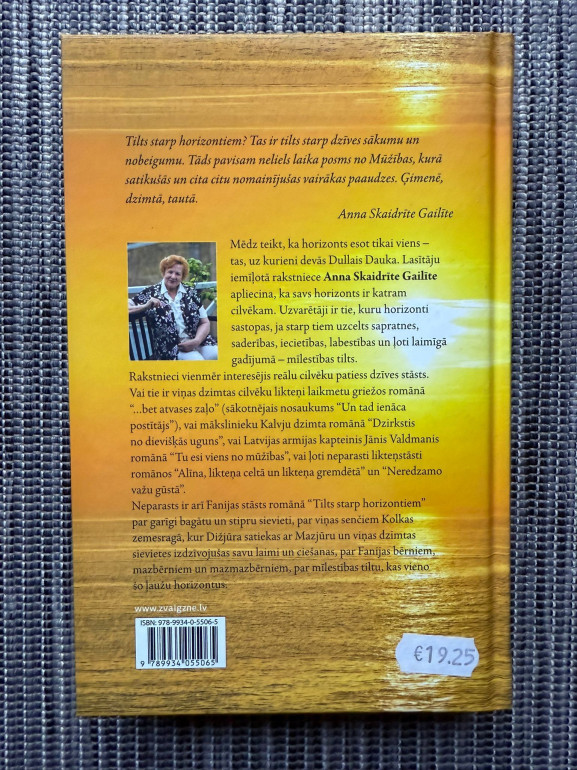 Tilts starp horizontiem? Tas ir tilts starp dzīves sākumu un
nobeigumu. Tāds pavisam neliels laika posms no Mūžības, kurā
satikušās un cita citu nomainījušas vairākas paaudzes. Ģimenē,
dzimtā, tautā.
Anna Skaidrīte Gailīte
Mēdz teikt, ka horizonts esot tikai viens –
tas, uz kurieni devās Dullais Dauka. Lasītāju
iemīļotā rakstniece Anna Skaidrīte Gailīte
apliecina, ka savs horizonts ir katram
cilvēkam. Uzvarētāji ir tie, kuru horizonti
sastopas, ja starp tiem uzcelts sapratnes,
saderības, iecietības, labestības un ļoti laimīgā
gadījumā – mīlestības tilts.
Rakstnieci vienmēr interesējis reālu cilvēku patiess dzīves stāsts.
Vai tie ir viņas dzimtas cilvēku likteņi laikmetu griežos romānā
“...bet atvases zaļo” (sākotnējais nosaukums “Un tad ienāca
postītājs”), vai mākslinieku Kalvju dzimta romānā “Dzirkstis
no dievišķās uguns”, vai Latvijas armijas kapteinis Jānis Valdmanis
romānā “Tu esi viens no mūžības”, vai ļoti neparasti likteņstāsti
romānos “Alīna, likteņa celtā un likteņa gremdētā” un “Neredzamo
važu gūstā”.
Neparasts ir arī Fanijas stāsts romānā “Tilts starp horizontiem”
par garīgi bagātu un stipru sievieti, par viņas senčiem Kolkas
zemesragā, kur Dižjūra satiekas ar Mazjūru un viņas dzimtas
sievietes izdzīvojušas savu laimi un ciešanas, par Fanijas bērniem,
mazbērniem un mazmazbērniem, par mīlestības tiltu, kas vieno
šo ļaužu horizontus.
www.zvaigzne.lv
ISBN: 978-9934-0-5506-5
9 789934 055065
€19.25